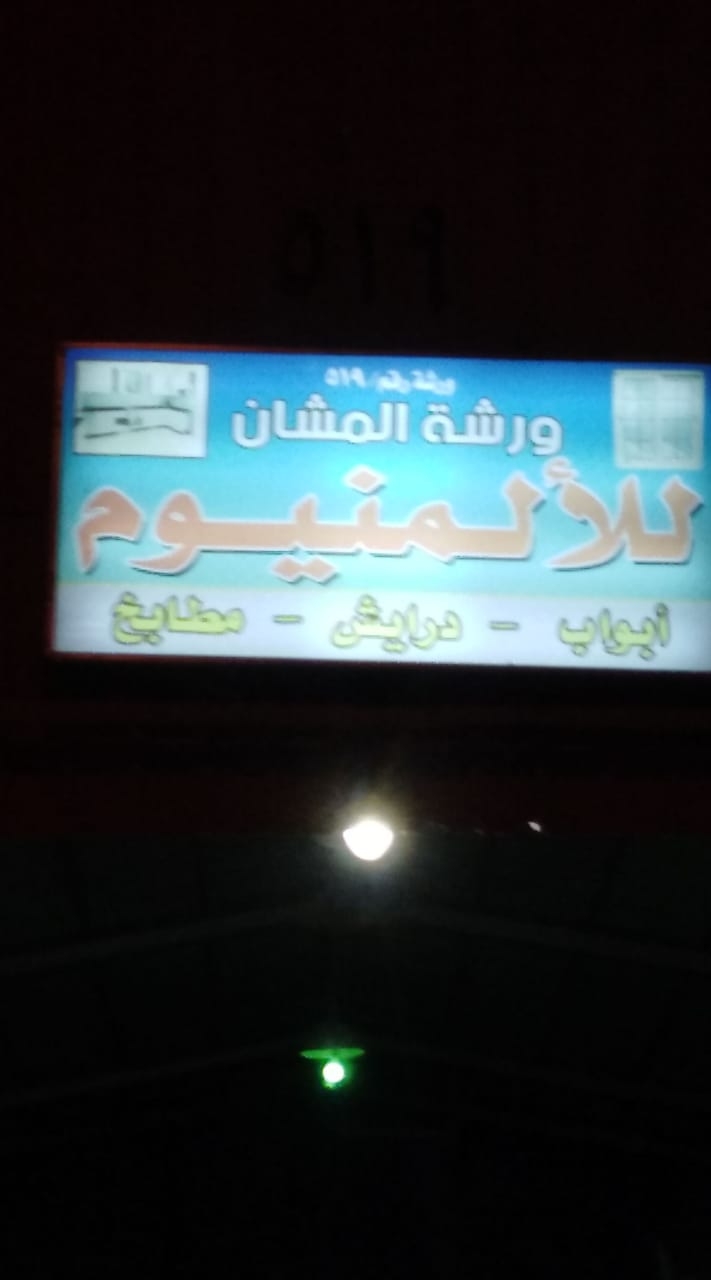 ٥١٩
ورشة رقم/ ٥١٩
ورشة المشان
للألمنيوم
أبواب - درايش - مطابخ